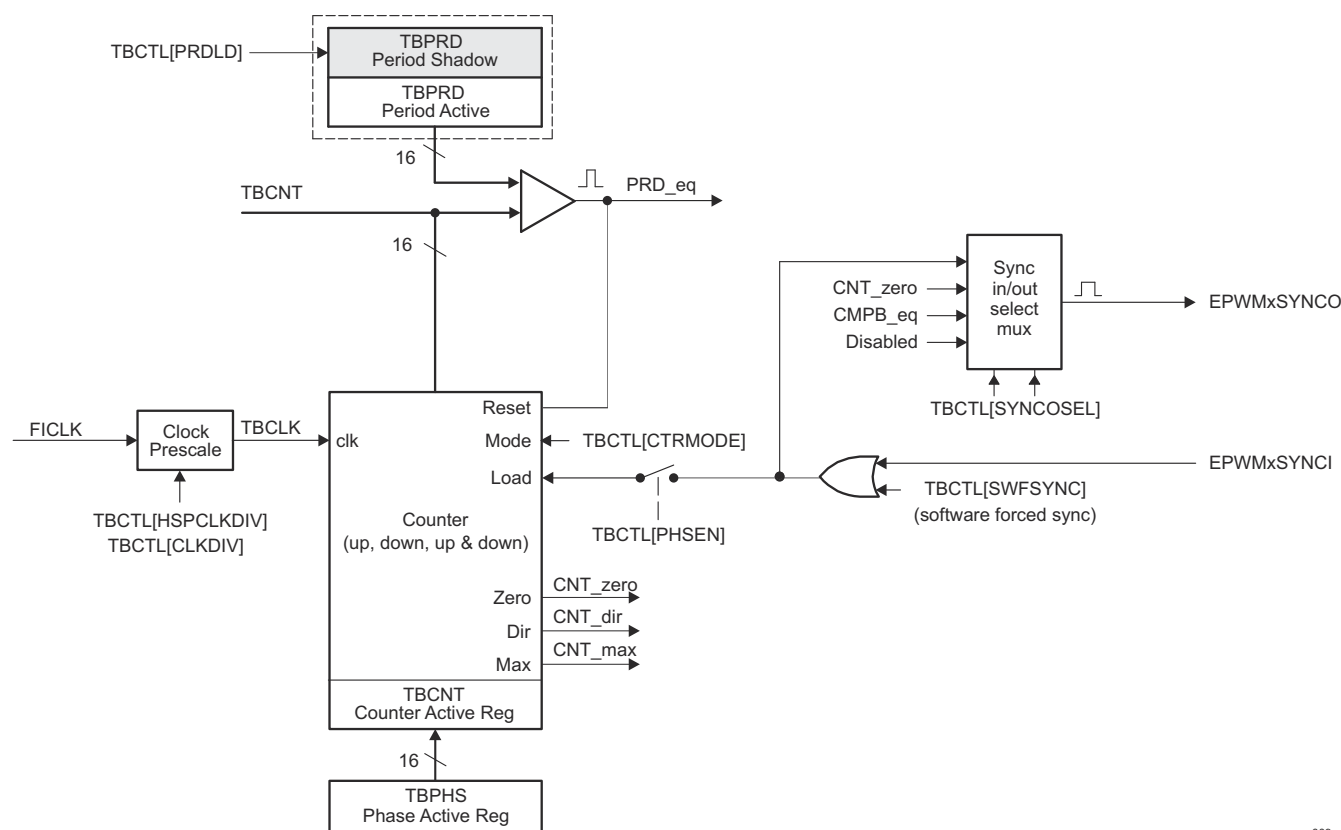 TBPRD
Period Shadow
TBCTL[PRDLD]
TBPRD
Period Active
16
PRD_eq
TBCNT
16
Sync
in/out
select
mux
CNT_zero
CMPB_eq
Disabled
EPWMxSYNCO
TBCTL[SYNCOSEL]
Reset
FICLK
Clock
Prescale
TBCLK
clk
Mode
TBCTL[CTRMODE]
Load
EPWMxSYNCI
TBCTL[SWFSYNC]
(software forced sync)
TBCTL[HSPCLKDIV]
TBCTL[CLKDIV]
Counter
(up, down, up & down)
TBCTL[PHSEN]
Zero
CNT_zero
Dir
CNT_dir
Max
CNT_max
TBCNT
Counter Active Reg
16
TBPHS
Phase Active Reg